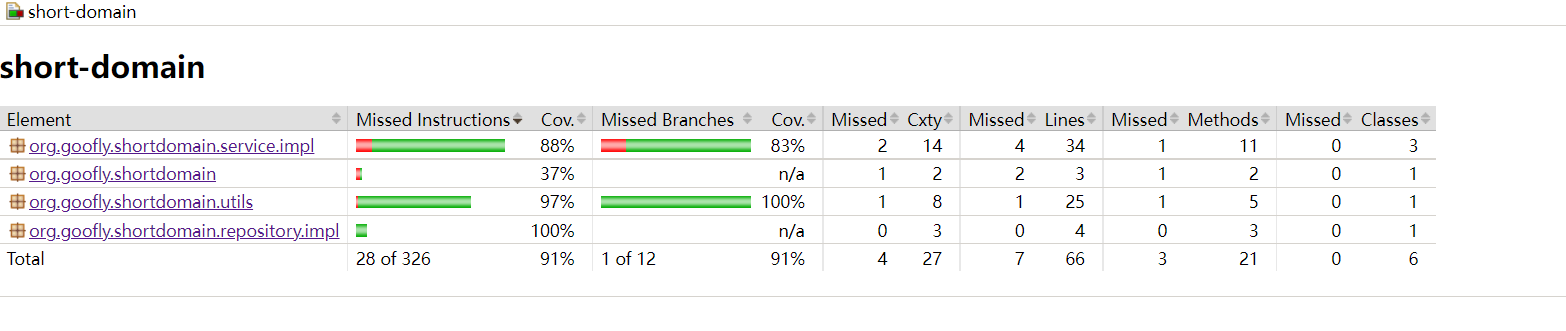 short-domain
short-domain
Element Missed Instructions Cov. Missed Branches Cov. Missed Cxty Missed Lines Missed Methods Missed Classes
org.goofly.shortdomain.service.impl 88% 83% 2 14 4 34 1 11 0 3
org.goofly.shortdomain 37% n/a 1 2 2 3 1 2 0 1
org.goofly.shortdomain.utils 97% 100% 1 8 1 25 1 5 0 1
org.goofly.shortdomain.repository.impl 100% n/a 0 3 0 4 0 3 0 1
Total 28 of 326 91% 1 of 12 91% 4 27 7 66 3 21 0 6